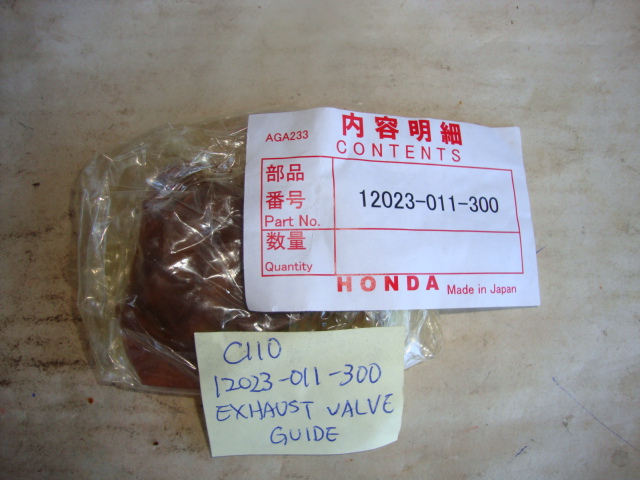 AGA233
内容明細
CONTENTS
部品
番号
Part No.
12023-011-300
数量
Quantity
HONDA Made in Japan
C110
12023-011-300
EXHAUST VALVE
GUIDE